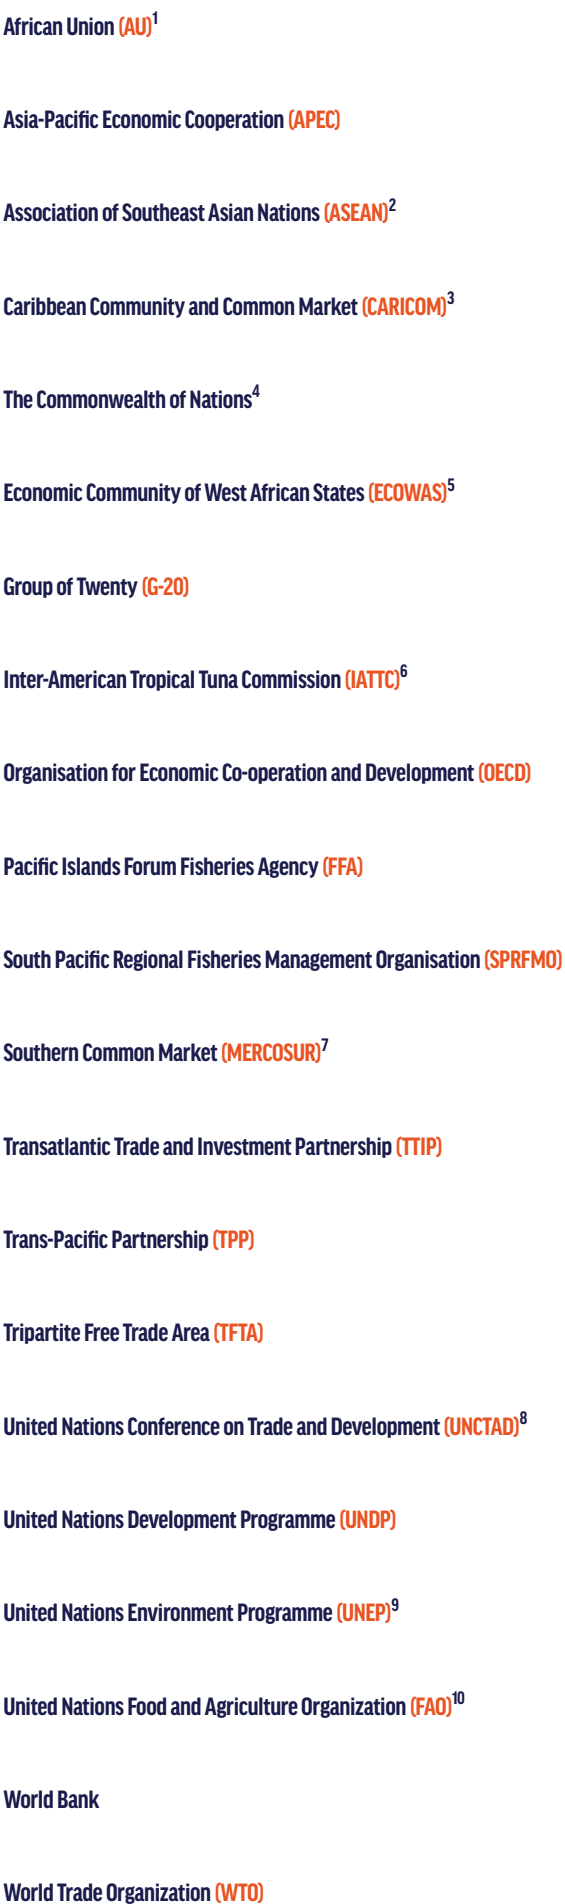 African Union (AU)1
Asia-Pacific Economic Cooperation (APEC)
Association of Southeast Asian Nations (ASEAN)2
Caribbean Community and Common Market (CARICOM)3
The Commonwealth of Nations4
Economic Community of West African States (ECOWAS)5
Group of Twenty (G-20)
Inter-American Tropical Tuna Commission (IATTC)6
Organisation for Economic Co-operation and Development (OECD)
Pacific Islands Forum Fisheries Agency (FFA)
South Pacific Regional Fisheries Management Organisation (SPRFMO)
Southern Common Market (MERCOSUR)7
Transatlantic Trade and Investment Partnership (TTIP)
Trans-Pacific Partnership (TPP)
Tripartite Free Trade Area (TFTA)
United Nations Conference on Trade and Development (UNCTAD)8
United Nations Development Programme (UNDP)
United Nations Environment Programme (UNEP)9
United Nations Food and Agriculture Organization (FAO)10
World Bank
World Trade Organization (WTO)